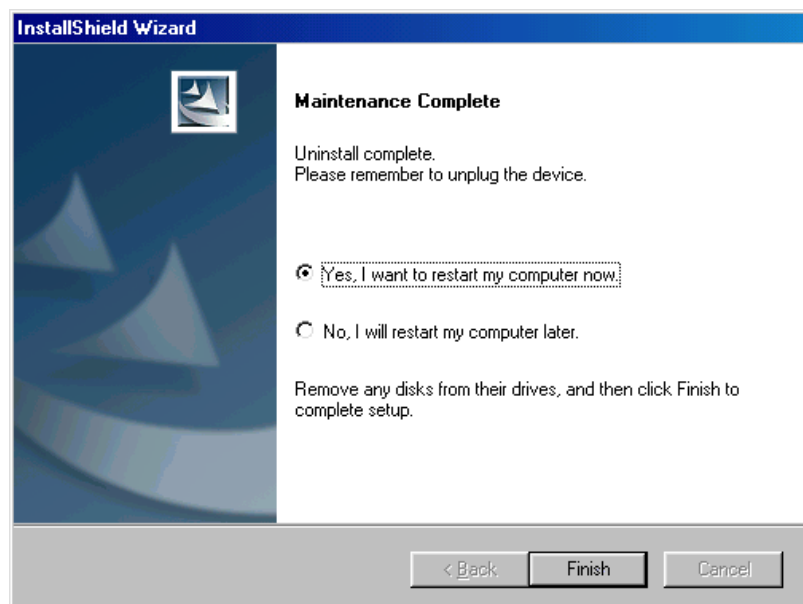 InstallShield Wizard
Maintenance Complete
Uninstall complete.
Please remember to unplug the device.
Yes, I want to restart my computer now.
No, I will restart my computer later.
Remove any disks from their drives, and then click Finish to
complete setup.
< Back
Finish
Cancel